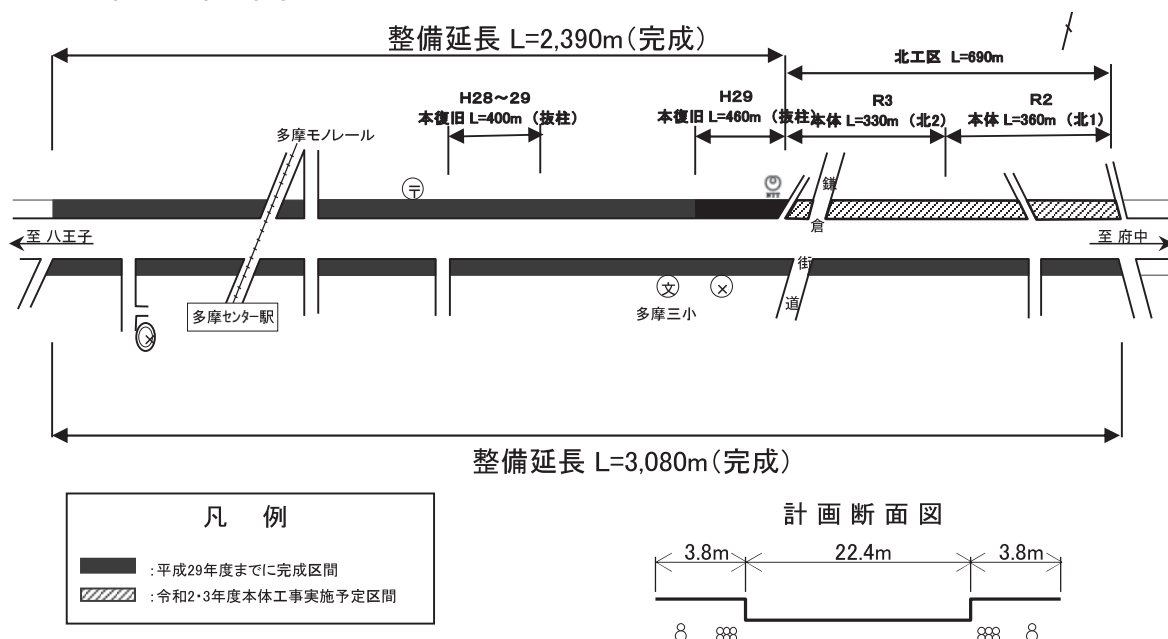 整備延長 L=2,390m（完成）
北工区 L=690m
H28～29
本復旧 L=400m （抜柱）
H29
本復旧 L=460m （抜柱）
R3
本体 L=330m （北2）
R2
本体 L=360m （北1）
多摩モノレール
〒
NTT
鎌倉街道
至 八王子
至 府中
文
多摩三小
多摩センター駅
整備延長 L=3,080m（完成）
凡 例
:平成29年度までに完成区間
:令和2・3年度本体工事実施予定区間
計画断面図
3.8m
22.4m
3.8m